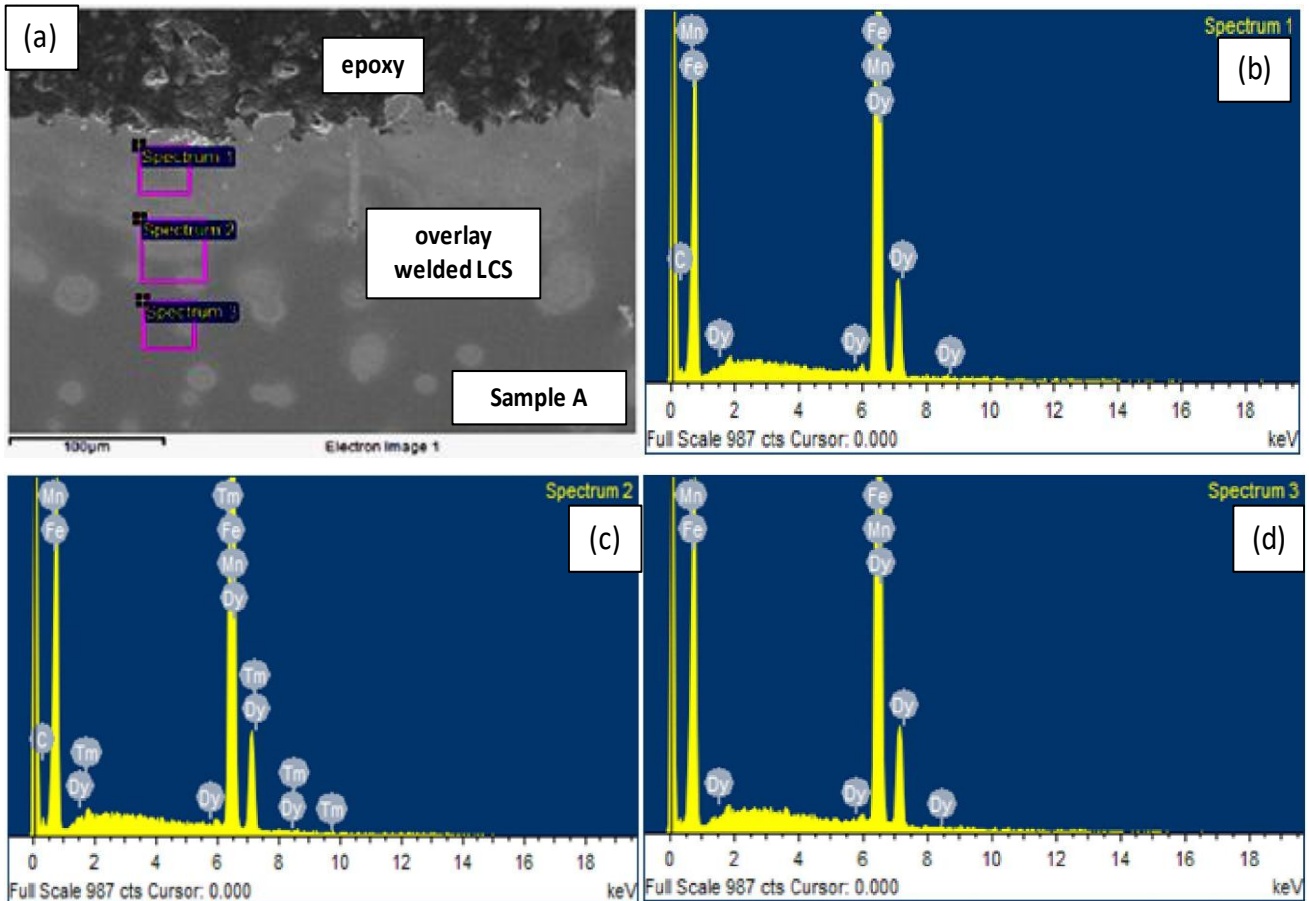 (a)
epoxy
Spectrum 1
Spectrum 2
Spectrum 3
overlay
welded LCS
Sample A
100µm
Electron Image 1
Spectrum 1
(b)
Mn
Fe
Fe
Mn
Dy
C
Dy
Dy
Dy
Dy
0 2 4 6 8 10 12 14 16 18
Full Scale 987 cts Cursor: 0.000
keV
Spectrum 2
(c)
Mn
Fe
Tm
Fe
Mn
Dy
Tm
Dy
C
Tm
Dy
Dy
Tm
Dy
Tm
0 2 4 6 8 10 12 14 16 18
Full Scale 987 cts Cursor: 0.000
keV
Spectrum 3
(d)
Mn
Fe
Fe
Mn
Dy
Dy
Dy
Dy
Dy
0 2 4 6 8 10 12 14 16 18
Full Scale 987 cts Cursor: 0.000
keV